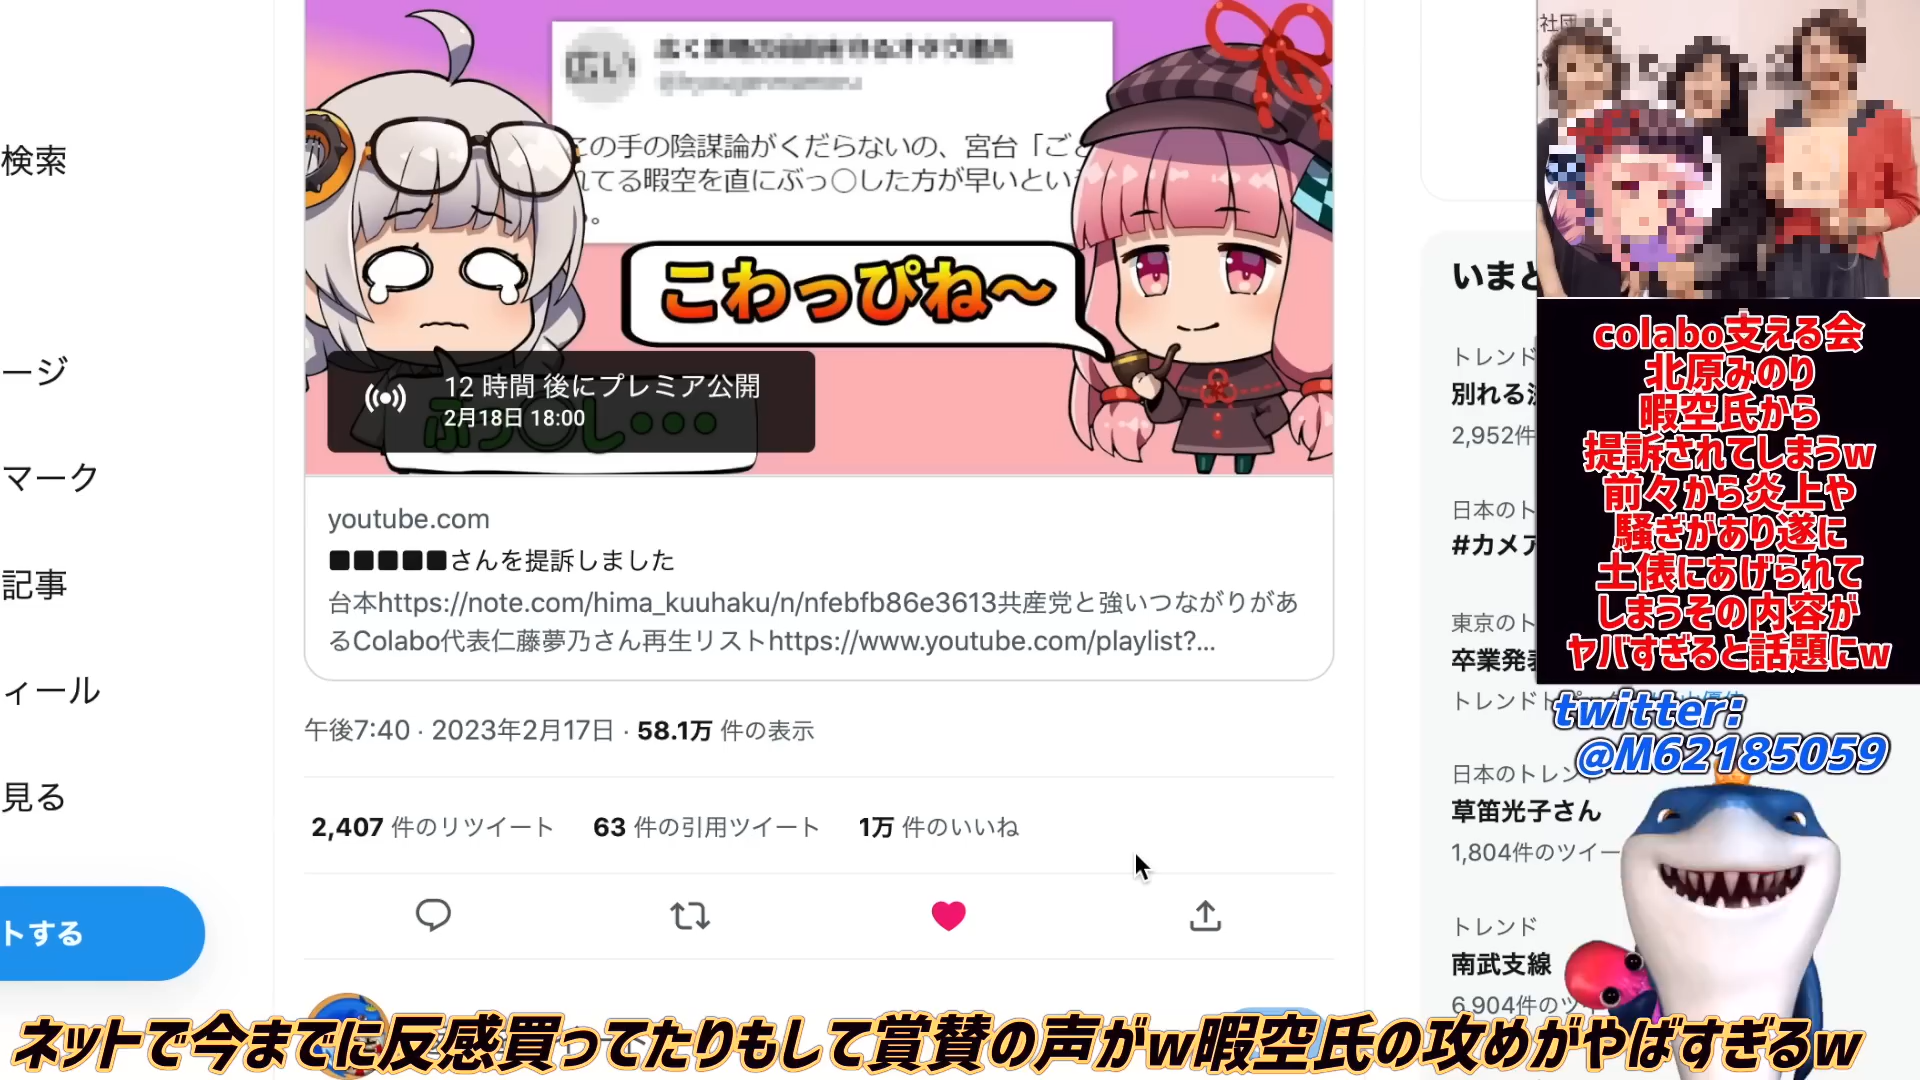 検索
ージ
マーク
記事
ィール
見る
トする
広い
この手の陰謀論がくだらないの、宮台「ごと
れてる暇空を直にぶっ〇した方が早いとい
。
こわっぴね～
12 時間 後にプレミア公開
2月18日 18:00
youtube.com
■■■■■さんを提訴しました
台本https://note.com/hima_kuuhaku/n/nfebfb86e3613共産党と強いつながりがあ
るColabo代表仁藤夢乃さん再生リストhttps://www.youtube.com/playlist?...
午後7:40 · 2023年2月17日 · 58.1万 件の表示
2,407 件のリツイート 63 件の引用ツイート 1万 件のいいね
いまと
トレンド
別れる
2,952件
日本のト
#カメア
東京のト
卒業発表
トレンドト
日本のトレンド
草笛光子さん
1,804件のツイー
トレンド
南武支線
6,904件のツ
社団
colabo支える会
北原みのり
暇空氏から
提訴されてしまうw
前々から炎上や
騒ぎがあり遂に
土俵にあげられて
しまうその内容が
ヤバすぎると話題にw
twitter:
@M62185059
ネットで今までに反感買ってたりもして賞賛の声がw暇空氏の攻めがやばすぎるw